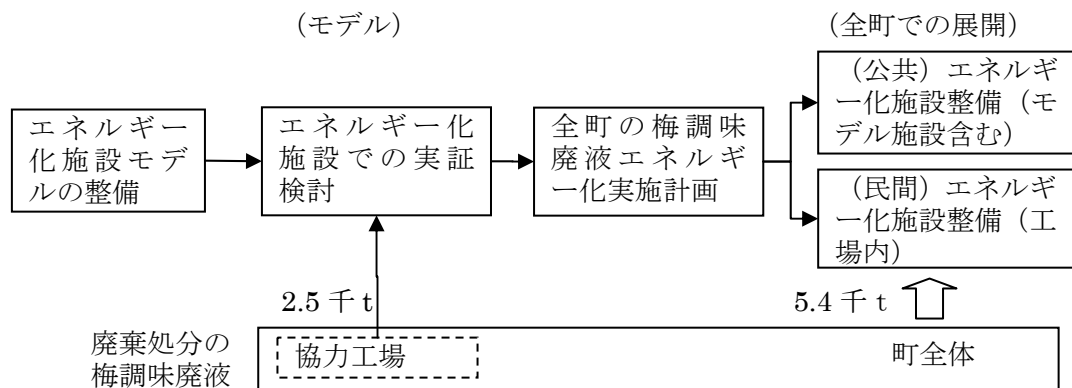 （モデル）
（全町での展開）
エネルギー
化施設モデ
ルの整備
エネルギー化
施設での実証
検討
全町の梅調味
廃液エネルギ
ー化実施計画
（公共）エネルギ
ー化施設整備（モ
デル施設含む）
（民間）エネルギ
ー化施設整備（工
場内）
2.5 千 t
5.4 千 t
廃棄処分の
梅調味廃液
協力工場
町全体